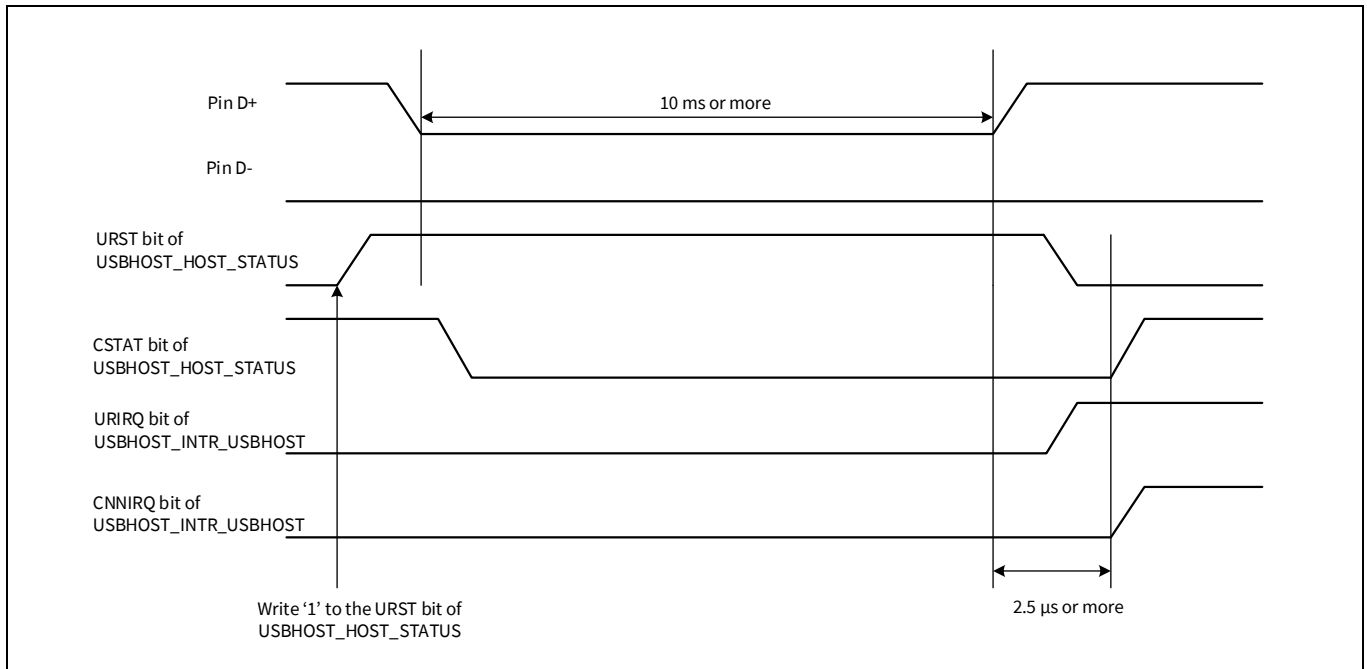 Pin D+
10 ms or more
Pin D-
URST bit of
USBHOST_HOST_STATUS
CSTAT bit of
USBHOST_HOST_STATUS
URIRQ bit of
USBHOST_INTR_USBHOST
CNNIRQ bit of
USBHOST_INTR_USBHOST
Write ‘1’ to the URST bit of
USBHOST_HOST_STATUS
2.5 µs or more